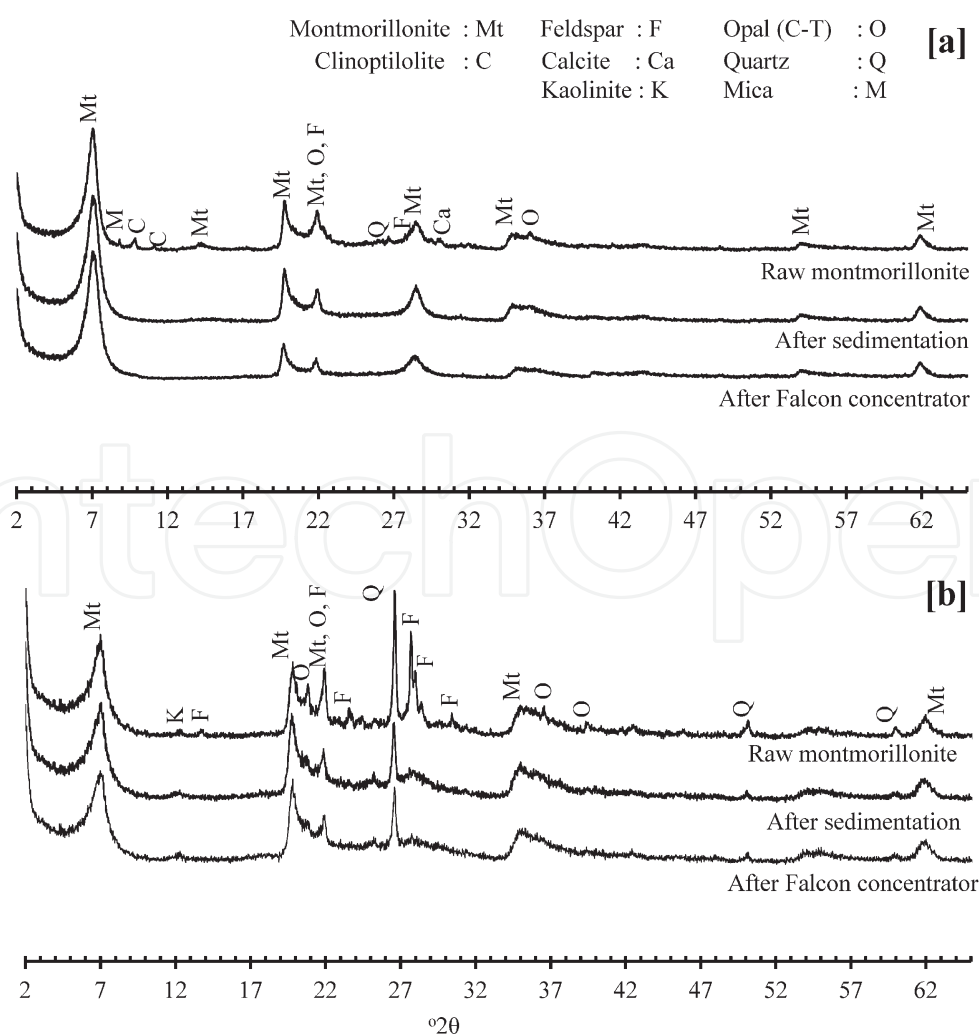 Montmorillonite : Mt Feldspar : F Opal (C-T) : O [a]
Clinoptilolite : C Calcite : Ca Quartz : Q
Kaolinite : K Mica : M
Mt M C C Mt Mt Mt, O, F Q F Mt Ca Mt O Mt Mt
Raw montmorillonite
After sedimentation
After Falcon concentrator
2 7 12 17 22 27 32 37 42 47 52 57 62
IntechOpen
[b]
Mt K F Mt O Mt, O, F F Q F F F Mt O O Q Q Mt
Raw montmorillonite
After sedimentation
After Falcon concentrator
2 7 12 17 22 27 32 37 42 47 52 57 62
º2θ